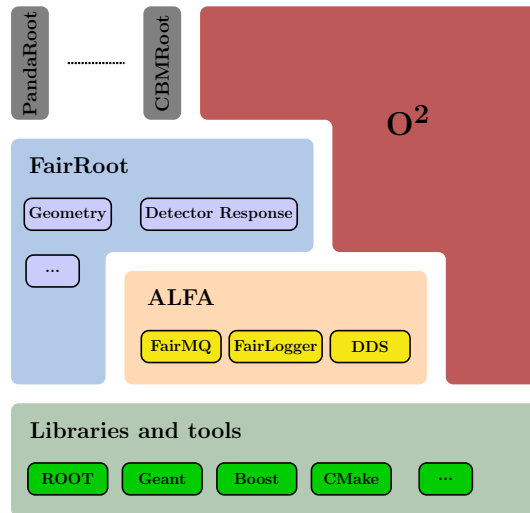 PandaRoot
CBMRoot
O²
FairRoot
Geometry
Detector Response
...
ALFA
FairMQ
FairLogger
DDS
Libraries and tools
ROOT
Geant
Boost
CMake
...